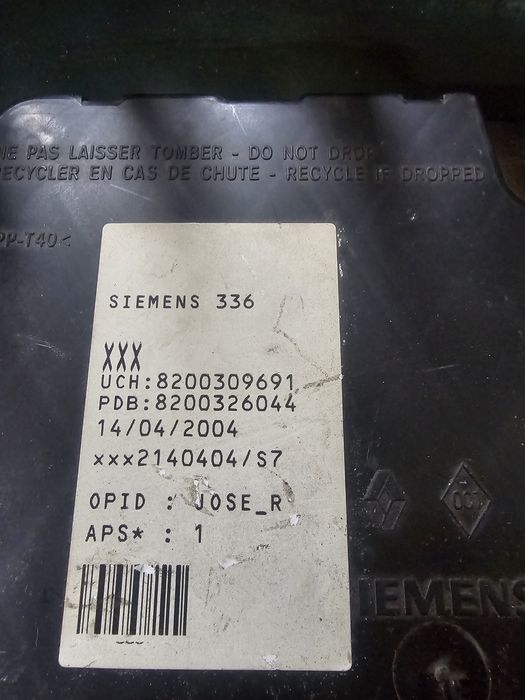 NE PAS LAISSER TOMBER - DO NOT DROP
RECYCLER EN CAS DE CHUTE - RECYCLE IF DROPPED
PP-T40<
SIEMENS 336
XXX
UCH:8200309691
PDB:8200326044
14/04/2004
xxx2140404/S7
OPID : JOSE_R
APS* : 1
SIEMENS